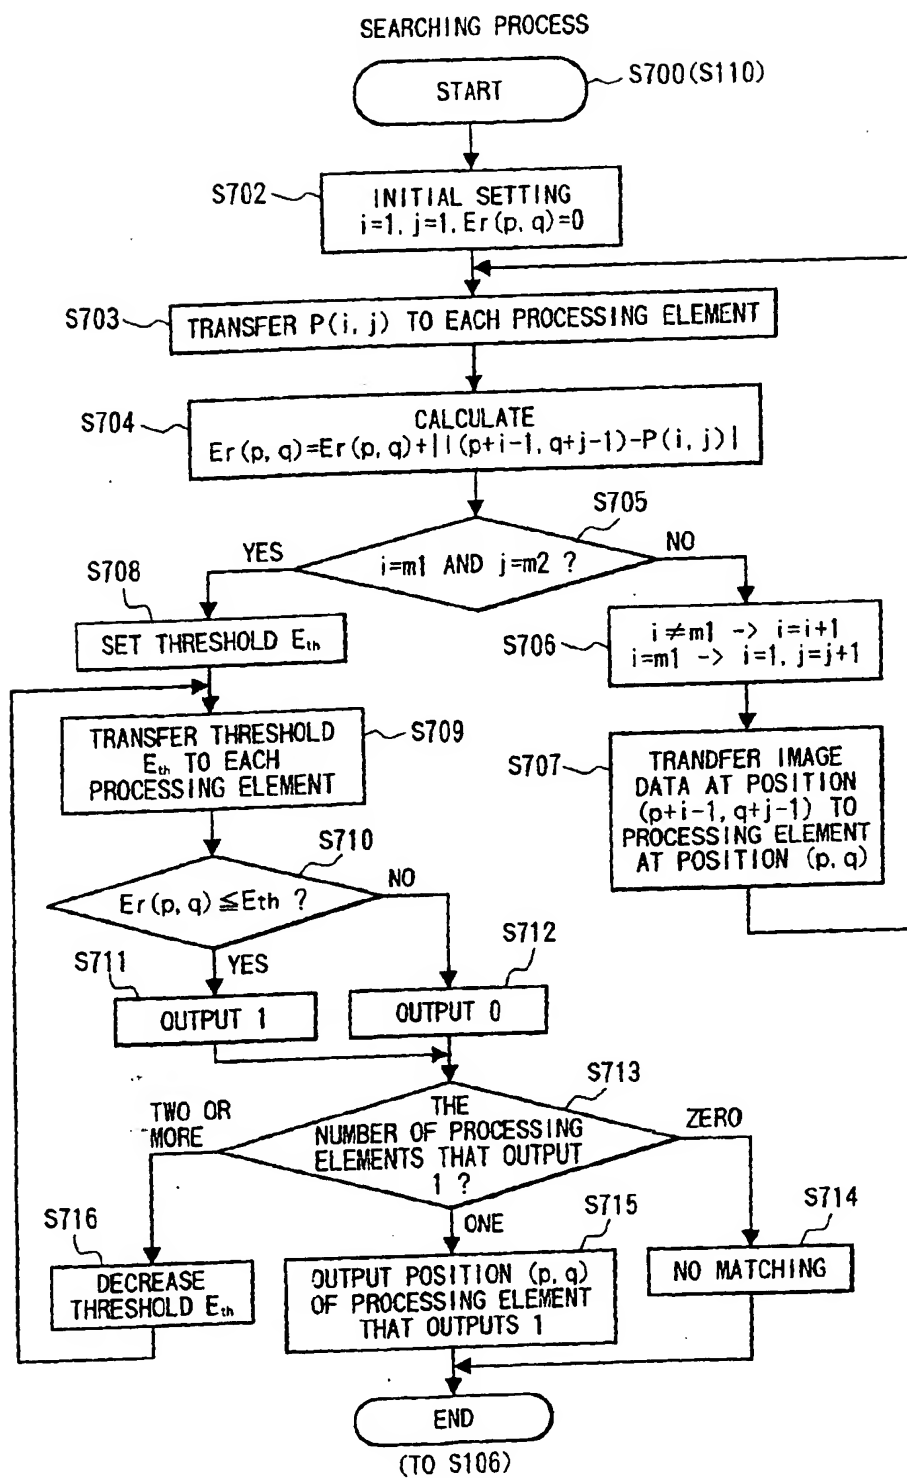 SEARCHING PROCESS
START
S700(S110)
S702
INITIAL SETTING
i=1, j=1, Er(p, q)=0
S703
TRANSFER P(i, j) TO EACH PROCESSING ELEMENT
S704
CALCULATE
Er(p, q)=Er(p, q)+|I(p+i-1, q+j-1)-P(i, j)|
S705
YES
i=m1 AND j=m2 ?
NO
S708
SET THRESHOLD Eth
S706
i≠m1 -> i=i+1
i=m1 -> i=1, j=j+1
TRANSFER THRESHOLD
Eth TO EACH
PROCESSING ELEMENT
S709
S707
TRANDFER IMAGE
DATA AT POSITION
(p+i-1, q+j-1) TO
PROCESSING ELEMENT
AT POSITION (p, q)
S710
Er(p, q)≦Eth ?
NO
S711
YES
S712
OUTPUT 1
OUTPUT 0
S713
TWO OR
MORE
THE
NUMBER OF PROCESSING
ELEMENTS THAT OUTPUT
1 ?
ZERO
S716
ONE
S715
S714
DECREASE
THRESHOLD Eth
OUTPUT POSITION (p, q)
OF PROCESSING ELEMENT
THAT OUTPUTS 1
NO MATCHING
END
(TO S106)